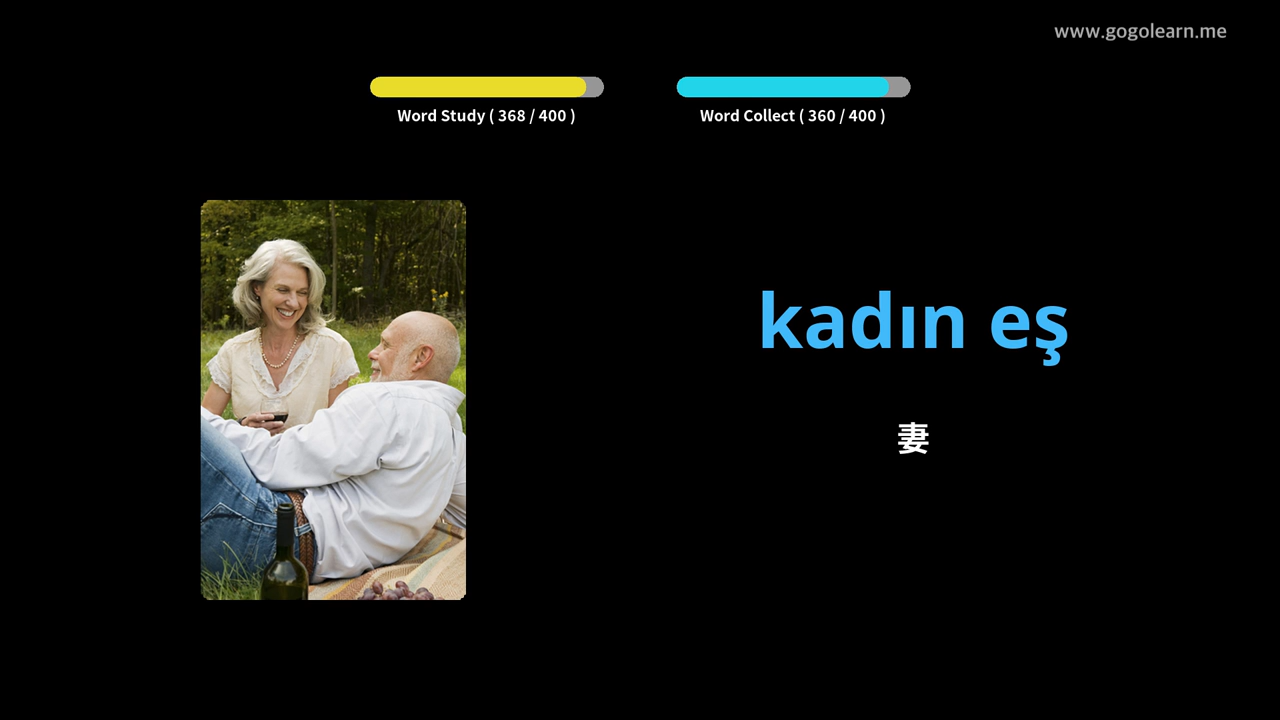 www.gogolearn.me
Word Study ( 368 / 400 )
Word Collect ( 360 / 400 )
kadın eş
妻